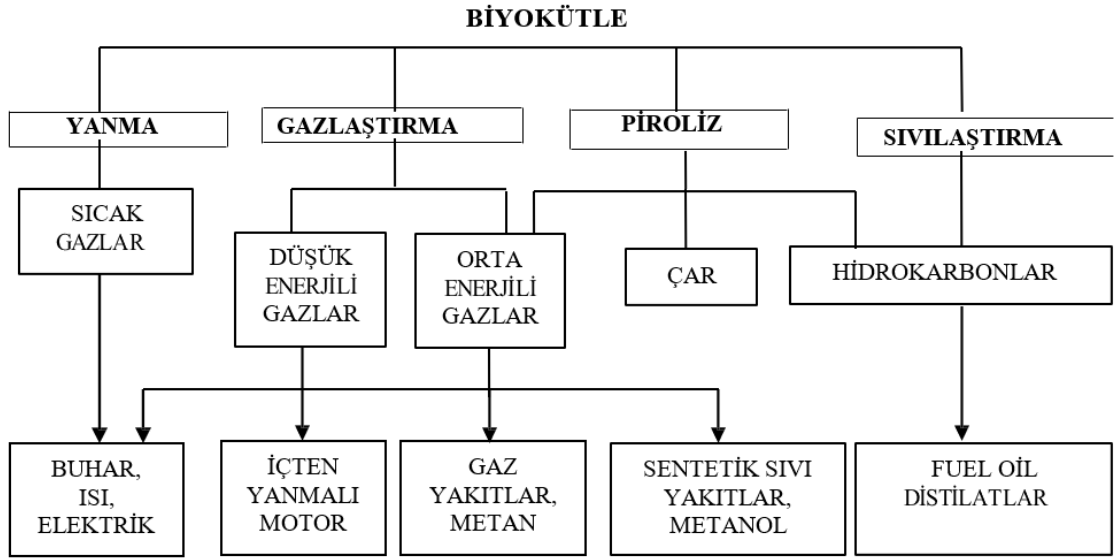 BİYOKÜTLE
YANMA
GAZLAŞTIRMA
PİROLİZ
SIVILAŞTIRMA
SICAK
GAZLAR
DÜŞÜK
ENERJİLİ
GAZLAR
ORTA
ENERJİLİ
GAZLAR
ÇAR
HİDROKARBONLAR
BUHAR,
ISI,
ELEKTRİK
İÇTEN
YANMALI
MOTOR
GAZ
YAKITLAR,
METAN
SENTETİK SIVI
YAKITLAR,
METANOL
FUEL OİL
DİSTİLATLAR